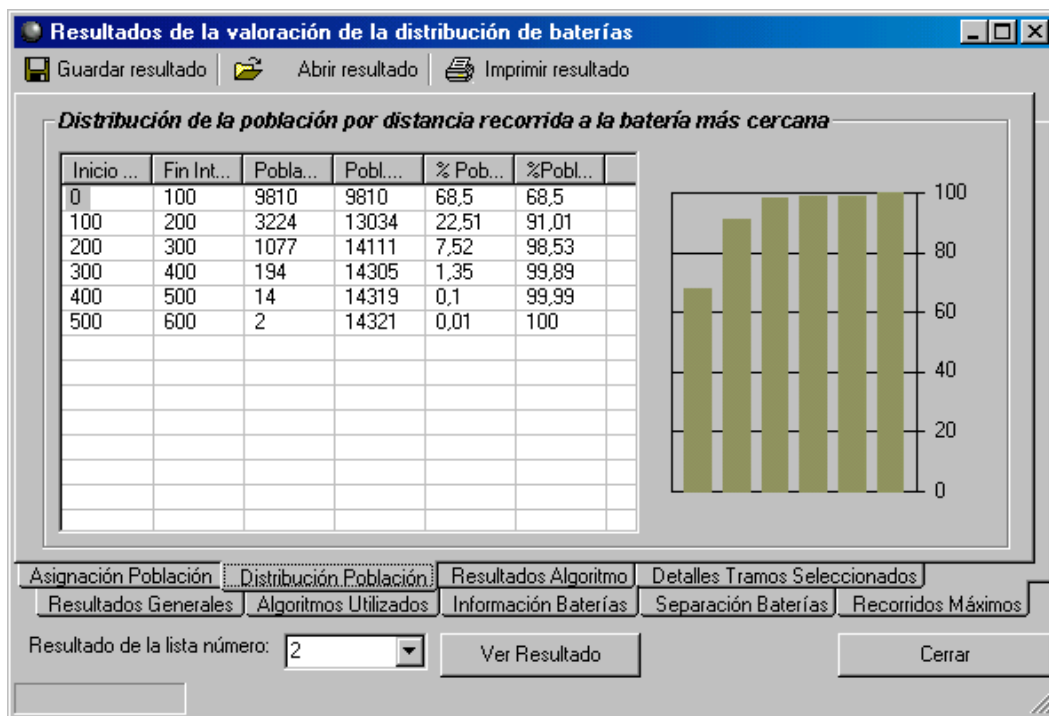 Resultados de la valoración de la distribución de baterías
Guardar resultado Abrir resultado Imprimir resultado
Distribución de la población por distancia recorrida a la batería más cercana
Inicio ... Fin Int... Pobla... Pobl.... % Pob... %Pobl...
0 100 9810 9810 68,5 68,5
100 200 3224 13034 22,51 91,01
200 300 1077 14111 7,52 98,53
300 400 194 14305 1,35 99,89
400 500 14 14319 0,1 99,99
500 600 2 14321 0,01 100
100
80
60
40
20
0
Asignación Población Distribución Población Resultados Algoritmo Detalles Tramos Seleccionados
Resultados Generales Algoritmos Utilizados Información Baterías Separación Baterías Recorridos Máximos
Resultado de la lista número: 2 Ver Resultado Cerrar